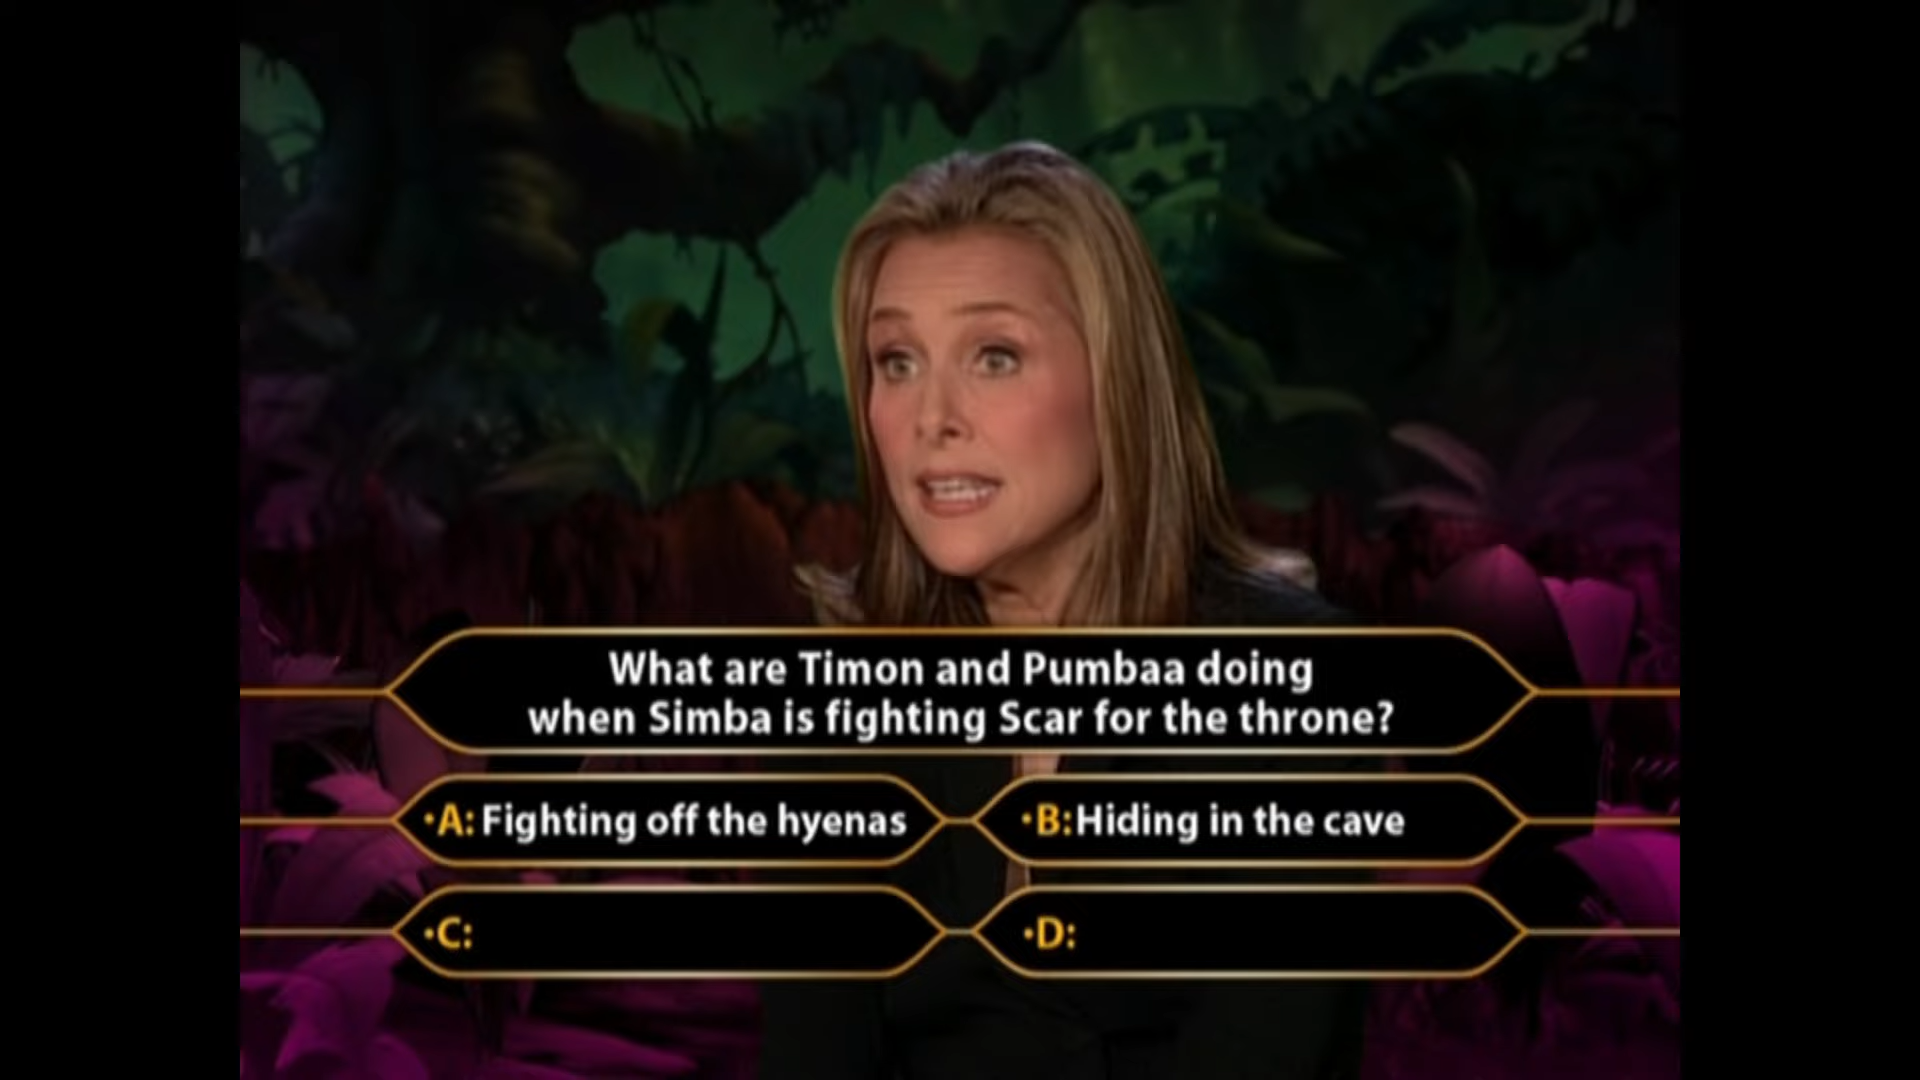 What are Timon and Pumbaa doing
when Simba is fighting Scar for the throne?
·A: Fighting off the hyenas
·B: Hiding in the cave
·C:
·D: